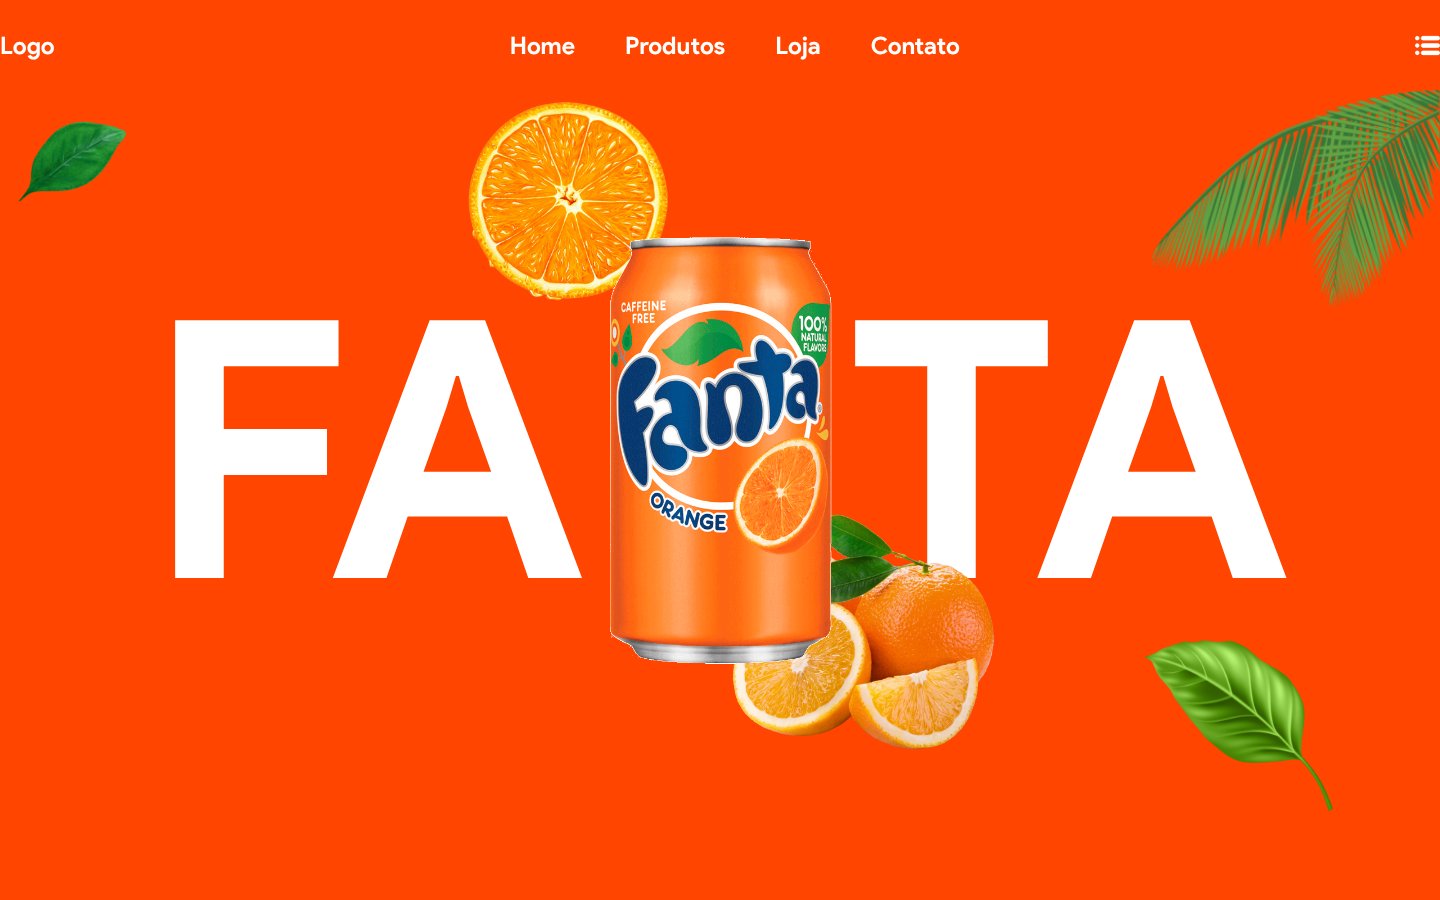 Logo
Home Produtos Loja Contato
FA TA
CAFFEINE
FREE
100%
NATURAL
FLAVORS
Fanta
ORANGE